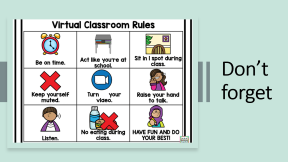 Virtual Classroom Rules
Be on time.
Act like you're at
school.
Sit in 1 spot during
class.
Keep yourself
muted.
Turn your
video.
Raise your hand
to talk.
Listen.
No eating during
class.
HAVE FUN AND DO
YOUR BEST!
Don't
forget